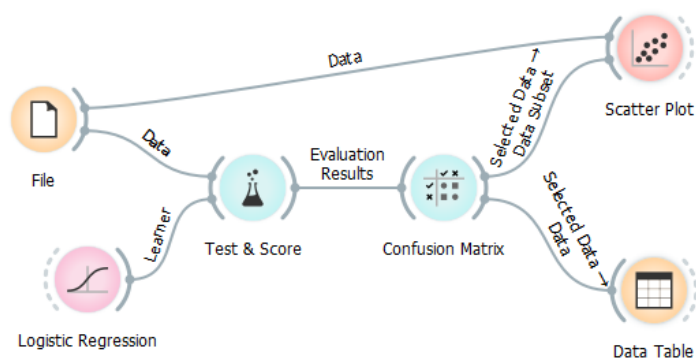 Data
Selected Data →
Data Subset
Scatter Plot
File
Data
Evaluation
Results
Learner
Test & Score
Confusion Matrix
Selected Data →
Data
Logistic Regression
Data Table